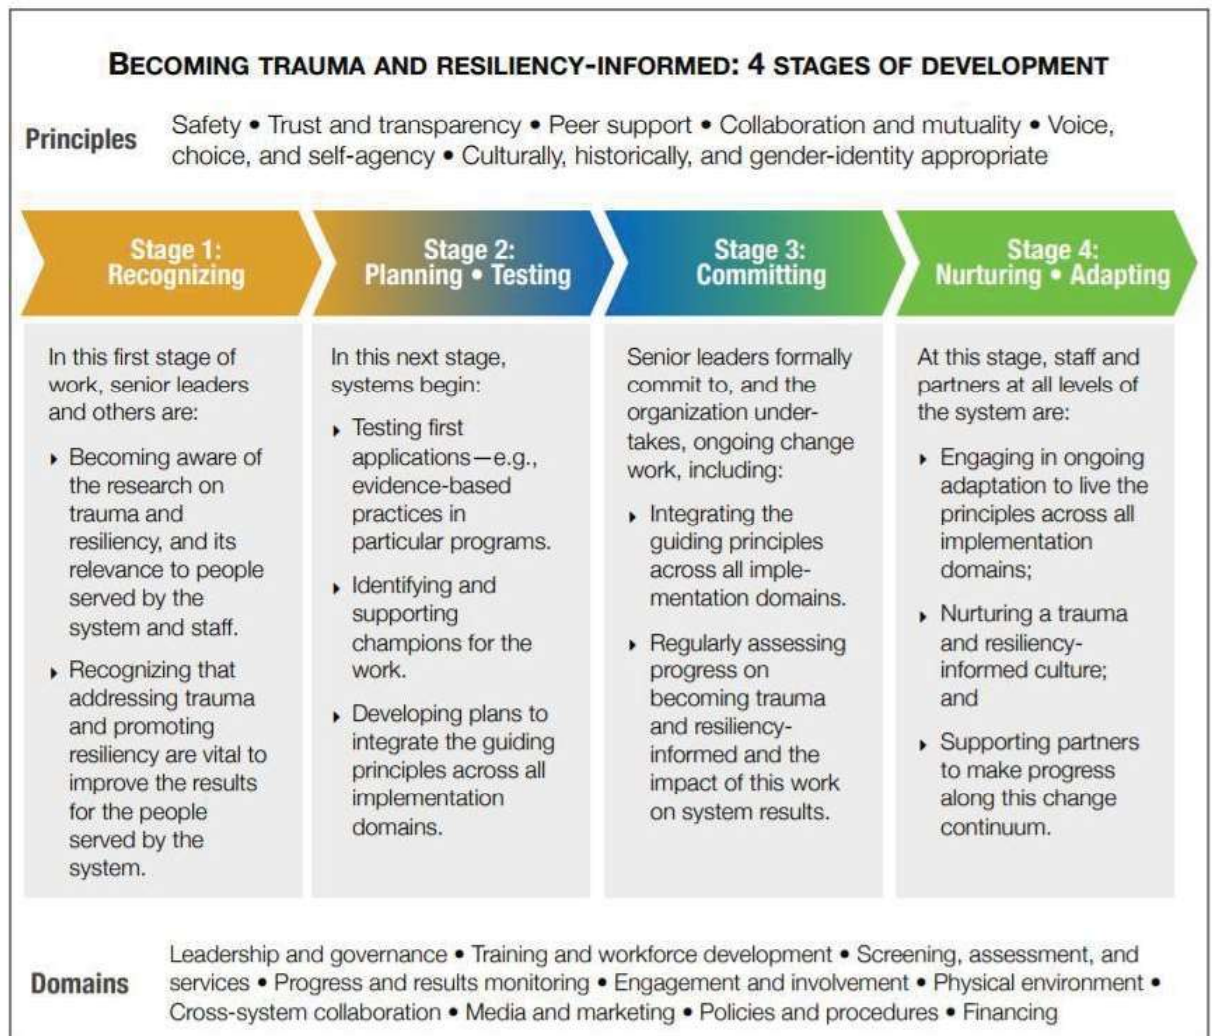 BECOMING TRAUMA AND RESILIENCY-INFORMED: 4 STAGES OF DEVELOPMENT
Principles
Safety • Trust and transparency • Peer support • Collaboration and mutuality • Voice,
choice, and self-agency • Culturally, historically, and gender-identity appropriate
Stage 1:
Recognizing
In this first stage of
work, senior leaders
and others are:
‣ Becoming aware of
the research on
trauma and
resiliency, and its
relevance to people
served by the
system and staff.
‣ Recognizing that
addressing trauma
and promoting
resiliency are vital to
improve the results
for the people
served by the
system.
Stage 2:
Planning • Testing
In this next stage,
systems begin:
‣ Testing first
applications—e.g.,
evidence-based
practices in
particular programs.
‣ Identifying and
supporting
champions for the
work.
‣ Developing plans to
integrate the guiding
principles across all
implementation
domains.
Stage 3:
Committing
Senior leaders formally
commit to, and the
organization under-
takes, ongoing change
work, including:
‣ Integrating the
guiding principles
across all imple-
mentation domains.
‣ Regularly assessing
progress on
becoming trauma
and resiliency-
informed and the
impact of this work
on system results.
Stage 4:
Nurturing • Adapting
At this stage, staff and
partners at all levels of
the system are:
‣ Engaging in ongoing
adaptation to live the
principles across all
implementation
domains;
‣ Nurturing a trauma
and resiliency-
informed culture;
and
‣ Supporting partners
to make progress
along this change
continuum.
Domains
Leadership and governance • Training and workforce development • Screening, assessment, and
services • Progress and results monitoring • Engagement and involvement • Physical environment •
Cross-system collaboration • Media and marketing • Policies and procedures • Financing